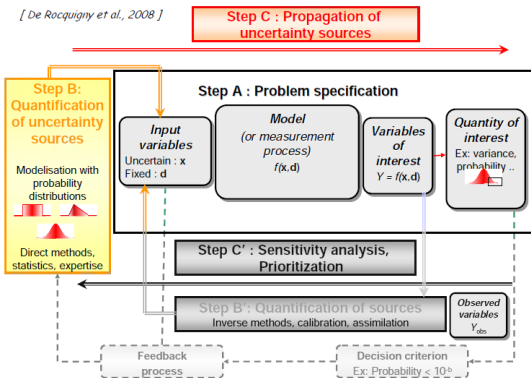 [ De Rocquigny et al., 2008 ]
Step C : Propagation of
uncertainty sources
Step B:
Quantification
of uncertainty
sources
Modelisation with
probability
distributions
Direct methods,
statistics, expertise
Step A : Problem specification
Input
variables
Uncertain : x
Fixed : d
Model
(or measurement
process)
f(x,d)
Variables
of interest
Y = f(x,d)
Quantity of
interest
Ex: variance,
probability ..
Step C' : Sensitivity analysis,
Prioritization
Step B': Quantification of sources
Inverse methods, calibration, assimilation
Observed
variables
Yobs
Feedback
process
Decision criterion
Ex: Probability < 10-b